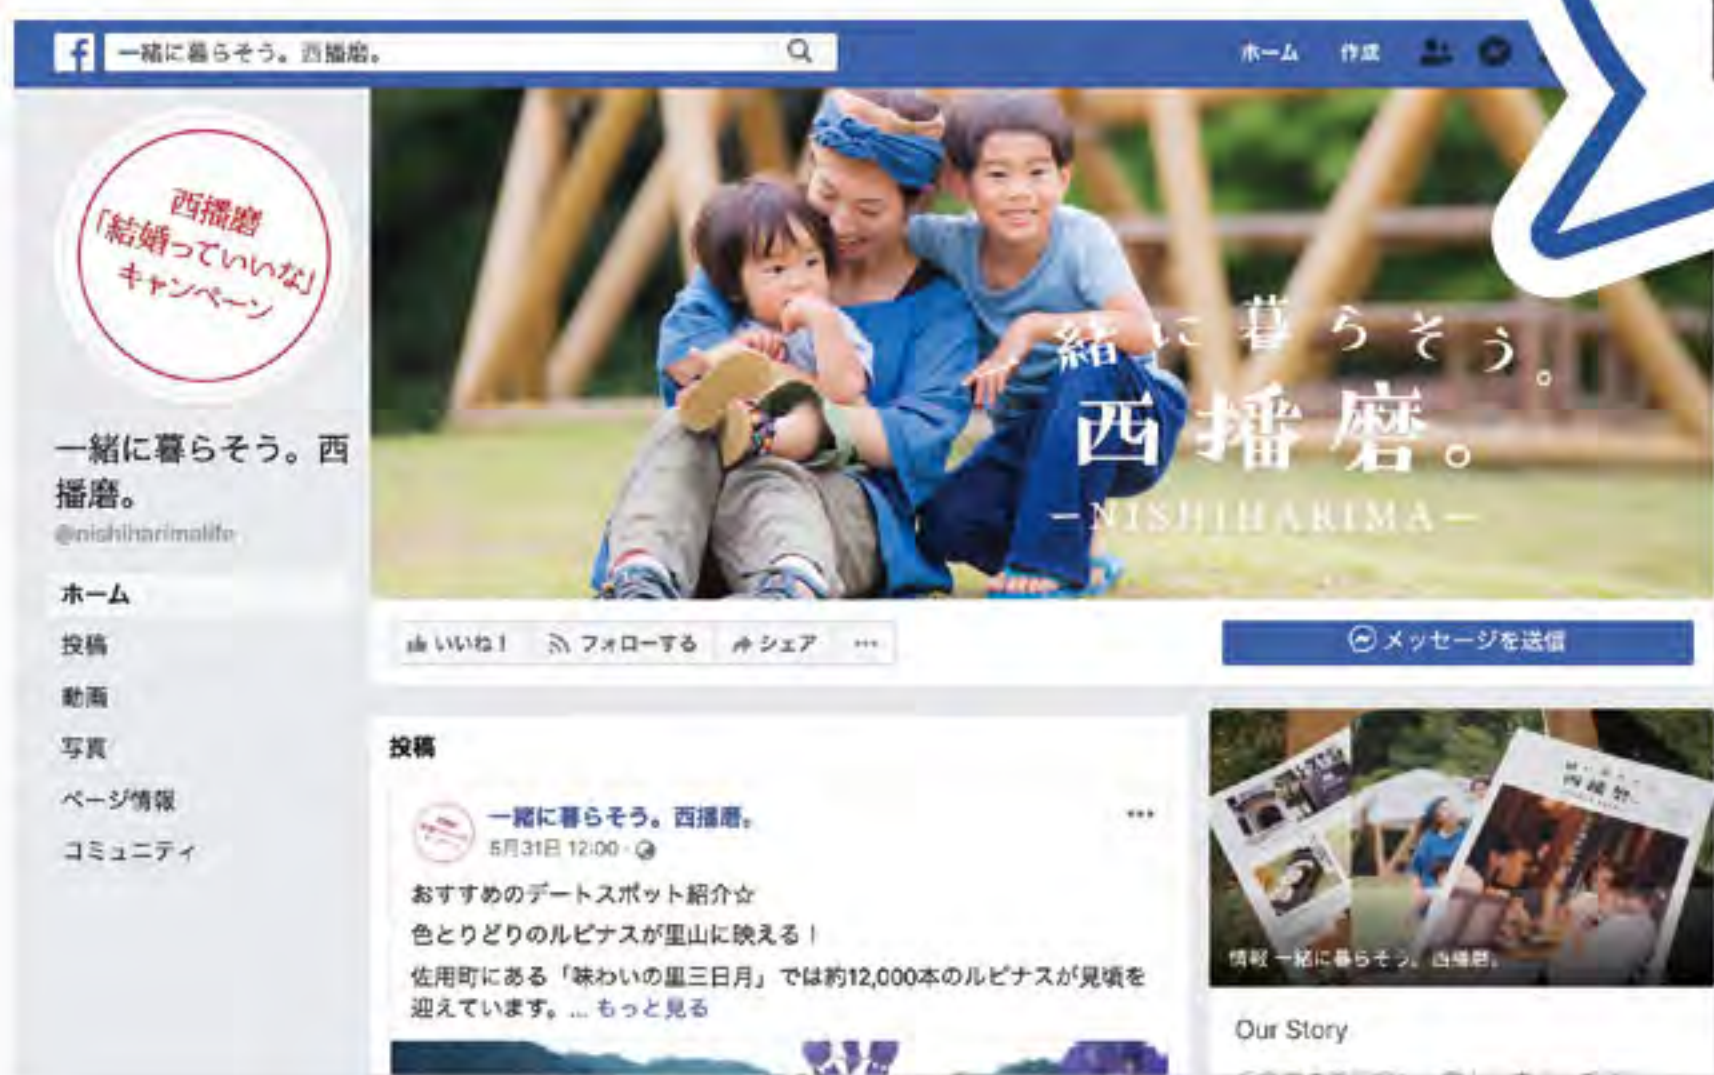 一緒に暮らそう。西播磨。
ホーム 作成
西播磨
「結婚っていいな」
キャンペーン
一緒に暮らそう。
西播磨。
-NISHIHARIMA-
一緒に暮らそう。西
播磨。
@nishiharimalife
ホーム
投稿
動画
写真
ページ情報
コミュニティ
いいね! フォローする シェア …
メッセージを送信
投稿
一緒に暮らそう。西播磨。
5月31日 12:00
おすすめのデートスポット紹介☆
色とりどりのルピナスが里山に映える!
佐用町にある「味わいの里三日月」では約12,000本のルピナスが見頃を
迎えています。... もっと見る
西播磨。
情報 一緒に暮らそう。西播磨。
Our Story